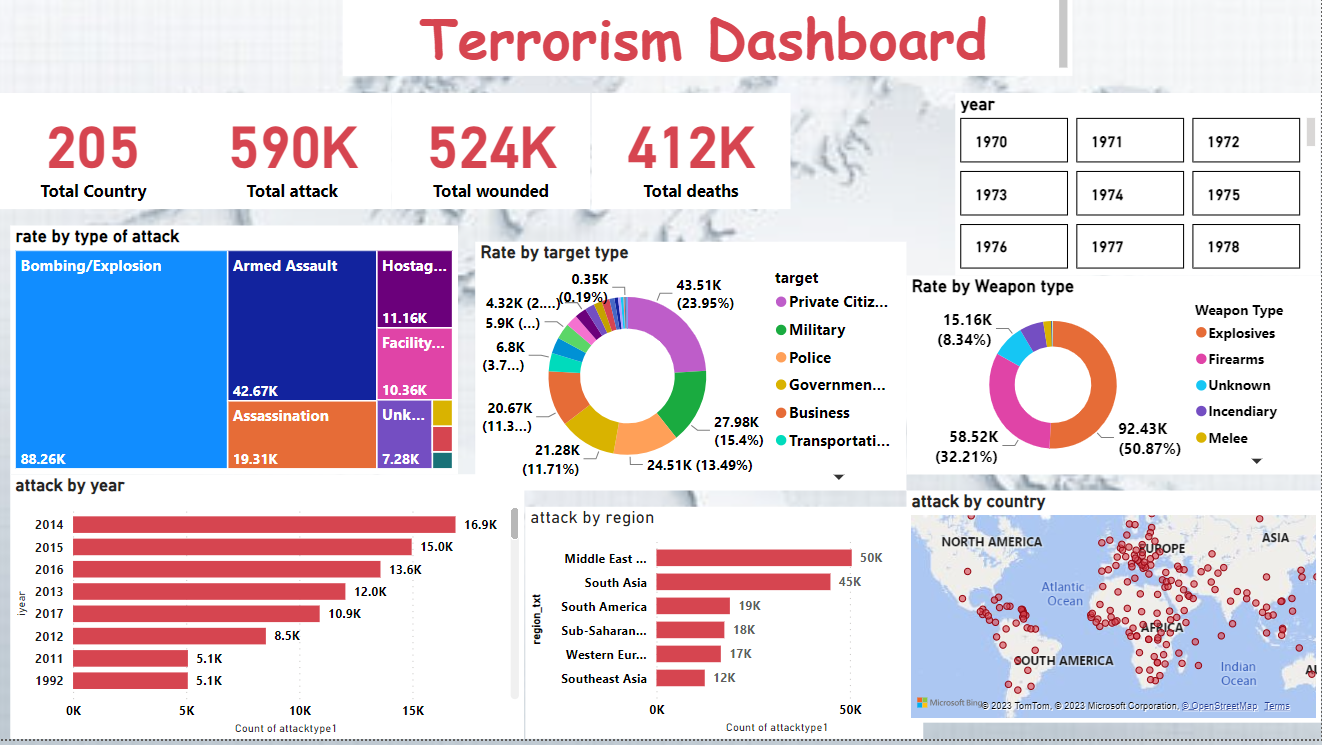 Terrorism Dashboard
205
Total Country
590K
Total attack
524K
Total wounded
412K
Total deaths
year
1970
1971
1972
1973
1974
1975
1976
1977
1978
rate by type of attack
Bombing/Explosion
88.26K
Armed Assault
42.67K
Assassination
19.31K
Hostag...
11.16K
Facility...
10.36K
Unk...
7.28K
Rate by target type
0.35K
(0.19%)
43.51K
(23.95%)
4.32K (2....)
5.9K (...)
6.8K
(3.7...)
20.67K
(11.3...)
21.28K
(11.71%)
24.51K (13.49%)
27.98K
(15.4%)
target
Private Citiz...
Military
Police
Governmen...
Business
Transportati...
Rate by Weapon type
15.16K
(8.34%)
58.52K
(32.21%)
92.43K
(50.87%)
Weapon Type
Explosives
Firearms
Unknown
Incendiary
Melee
attack by year
iyear
2014 16.9K
2015 15.0K
2016 13.6K
2013 12.0K
2017 10.9K
2012 8.5K
2011 5.1K
1992 5.1K
0K 5K 10K 15K
Count of attacktype1
attack by region
region_txt
Middle East ... 50K
South Asia 45K
South America 19K
Sub-Saharan... 18K
Western Eur... 17K
Southeast Asia 12K
0K 50K
Count of attacktype1
attack by country
NORTH AMERICA
EUROPE
ASIA
Atlantic
Ocean
AFRICA
SOUTH AMERICA
Indian
Ocean
Microsoft Bing
© 2023 TomTom, © 2023 Microsoft Corporation, © OpenStreetMap Terms